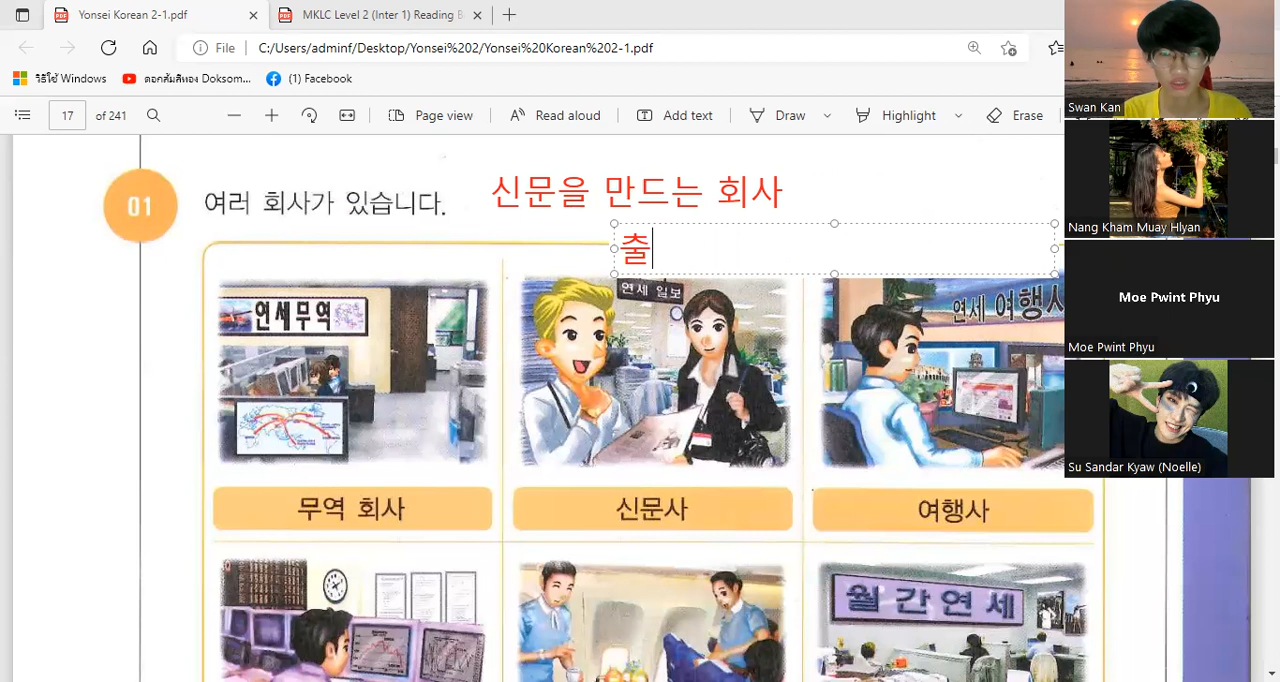 Yonsei Korean 2-1.pdf
MKLC Level 2 (Inter 1) Reading B
File
C:/Users/adminf/Desktop/Yonsei%202/Yonsei%20Korean%202-1.pdf
วิธีใช้ Windows
ดอกส้มสีทอง Doksom...
(1) Facebook
17 of 241
Page view
Read aloud
Add text
Draw
Highlight
Erase
01
여러 회사가 있습니다.
신문을 만드는 회사
출
연세무역
연세 일보
연세 여행사
무역 회사
신문사
여행사
월간연세
Swan Kan
Nang Kham Muay Hlyan
Moe Pwint Phyu
Moe Pwint Phyu
Su Sandar Kyaw (Noelle)